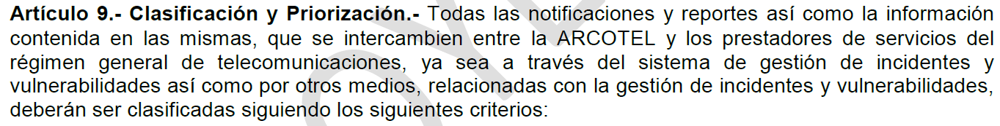 Artículo 9.- Clasificación y Priorización.- Todas las notificaciones y reportes así como la información
contenida en las mismas, que se intercambien entre la ARCOTEL y los prestadores de servicios del
régimen general de telecomunicaciones, ya sea a través del sistema de gestión de incidentes y
vulnerabilidades así como por otros medios, relacionadas con la gestión de incidentes y vulnerabilidades,
deberán ser clasificadas siguiendo los siguientes criterios: